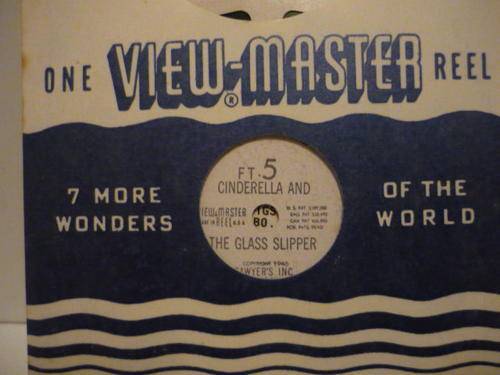 ONE VIEW-MASTER® REEL
7 MORE
WONDERS
OF THE
WORLD
FT. 5
CINDERELLA AND
VIEW-MASTER
REEL U.S.A.
80.
THE GLASS SLIPPER
COPYRIGHT 1946
SAWYER'S INC.